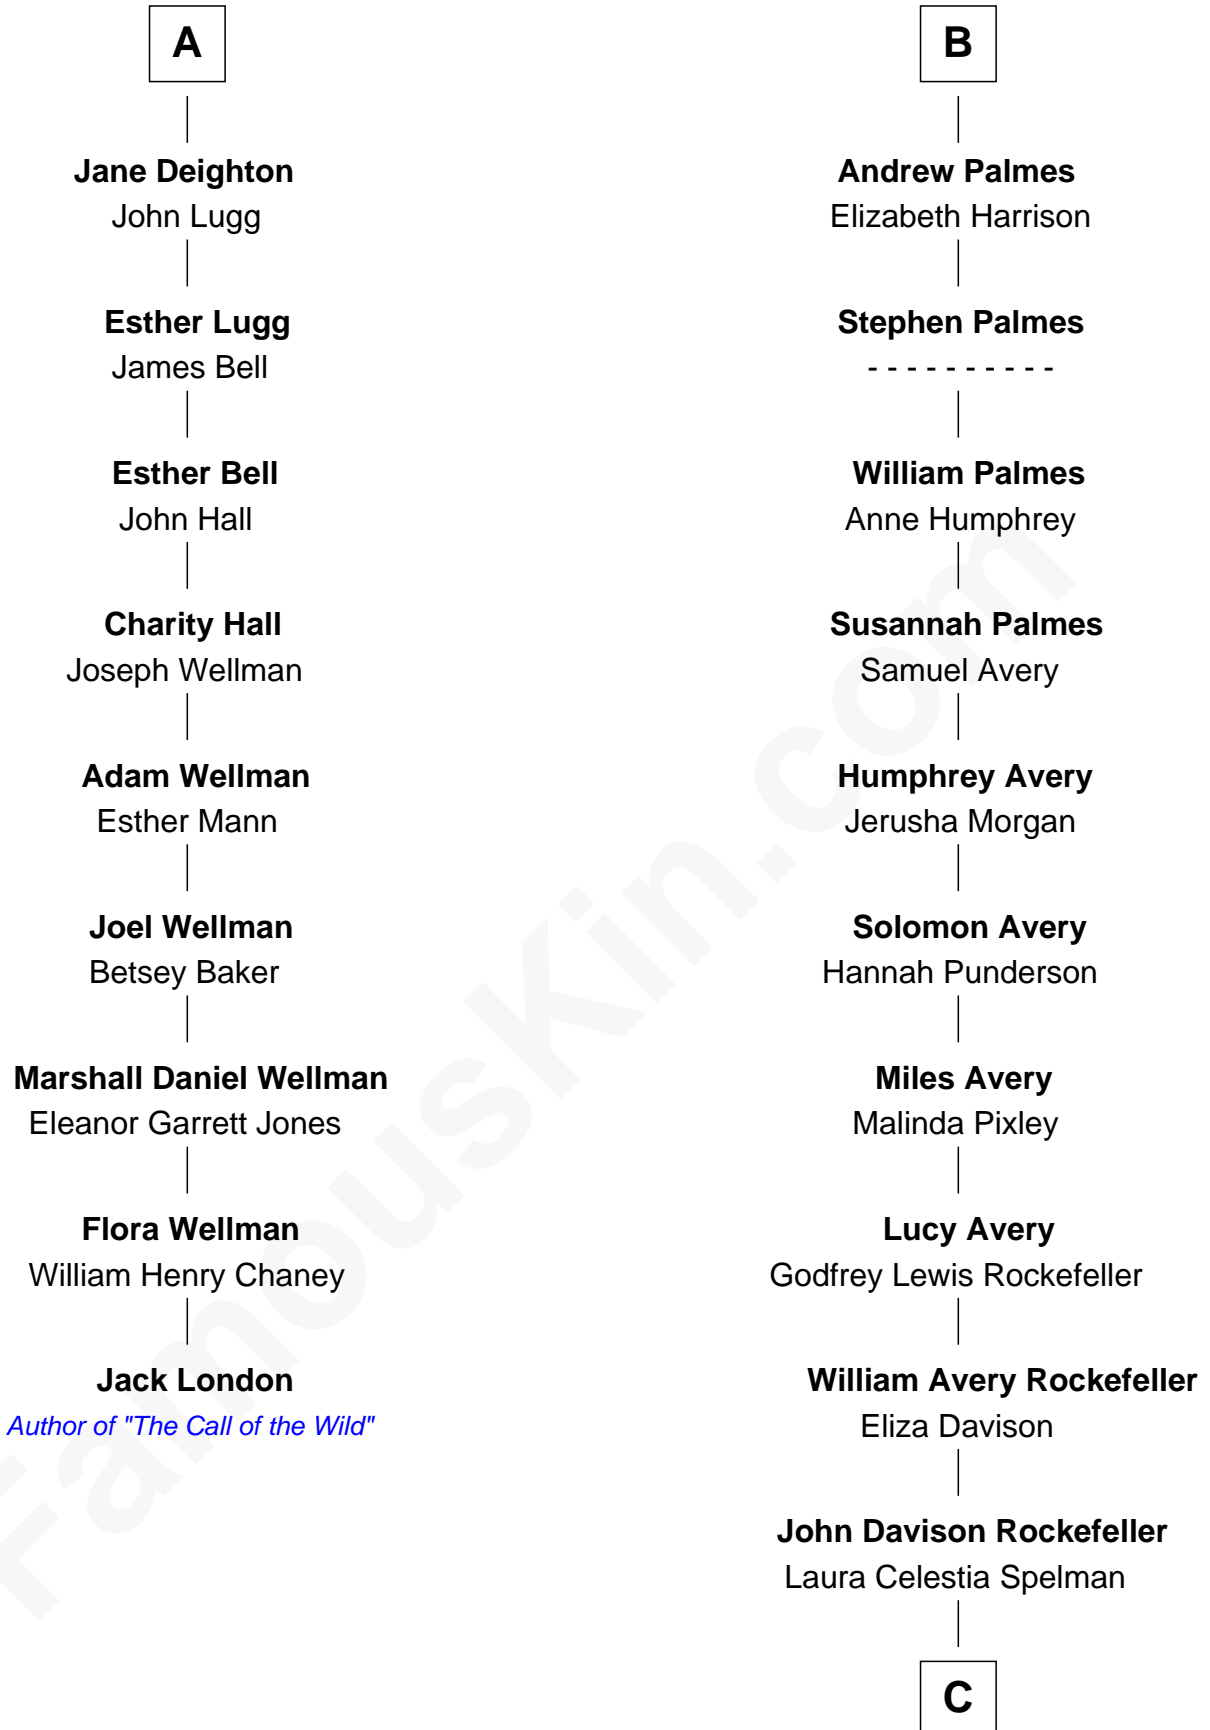 A
Jane Deighton
John Lugg
Esther Lugg
James Bell
Esther Bell
John Hall
Charity Hall
Joseph Wellman
Adam Wellman
Esther Mann
Joel Wellman
Betsey Baker
Marshall Daniel Wellman
Eleanor Garrett Jones
Flora Wellman
William Henry Chaney
Jack London
Author of "The Call of the Wild"
B
Andrew Palmes
Elizabeth Harrison
Stephen Palmes
- - - - - - - - - -
William Palmes
Anne Humphrey
Susannah Palmes
Samuel Avery
Humphrey Avery
Jerusha Morgan
Solomon Avery
Hannah Punderson
Miles Avery
Malinda Pixley
Lucy Avery
Godfrey Lewis Rockefeller
William Avery Rockefeller
Eliza Davison
John Davison Rockefeller
Laura Celestia Spelman
C
FamousKin.com